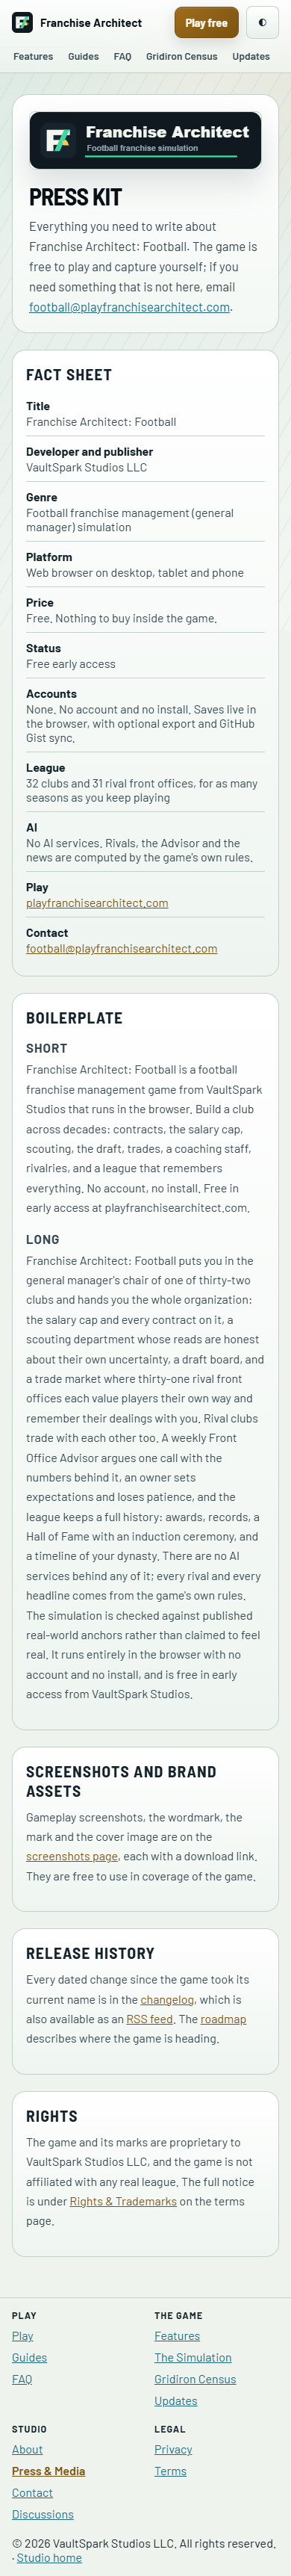 Franchise Architect
Play free
Features Guides FAQ Gridiron Census Updates
Franchise Architect
Football franchise simulation
PRESS KIT
Everything you need to write about
Franchise Architect: Football. The game is
free to play and capture yourself; if you
need something that is not here, email
football@playfranchisearchitect.com.
FACT SHEET
Title
Franchise Architect: Football
Developer and publisher
VaultSpark Studios LLC
Genre
Football franchise management (general
manager) simulation
Platform
Web browser on desktop, tablet and phone
Price
Free. Nothing to buy inside the game.
Status
Free early access
Accounts
None. No account and no install. Saves live in
the browser, with optional export and GitHub
Gist sync.
League
32 clubs and 31 rival front offices, for as many
seasons as you keep playing
AI
No AI services. Rivals, the Advisor and the
news are computed by the game's own rules.
Play
playfranchisearchitect.com
Contact
football@playfranchisearchitect.com
BOILERPLATE
SHORT
Franchise Architect: Football is a football
franchise management game from VaultSpark
Studios that runs in the browser. Build a club
across decades: contracts, the salary cap,
scouting, the draft, trades, a coaching staff,
rivalries, and a league that remembers
everything. No account, no install. Free in
early access at playfranchisearchitect.com.
LONG
Franchise Architect: Football puts you in the
general manager's chair of one of thirty-two
clubs and hands you the whole organization:
the salary cap and every contract on it, a
scouting department whose reads are honest
about their own uncertainty, a draft board, and
a trade market where thirty-one rival front
offices each value players their own way and
remember their dealings with you. Rival clubs
trade with each other too. A weekly Front
Office Advisor argues one call with the
numbers behind it, an owner sets
expectations and loses patience, and the
league keeps a full history: awards, records, a
Hall of Fame with an induction ceremony, and
a timeline of your dynasty. There are no AI
services behind any of it; every rival and every
headline comes from the game's own rules.
The simulation is checked against published
real-world anchors rather than claimed to feel
real. It runs entirely in the browser with no
account and no install, and is free in early
access from VaultSpark Studios.
SCREENSHOTS AND BRAND
ASSETS
Gameplay screenshots, the wordmark, the
mark and the cover image are on the
screenshots page, each with a download link.
They are free to use in coverage of the game.
RELEASE HISTORY
Every dated change since the game took its
current name is in the changelog, which is
also available as an RSS feed. The roadmap
describes where the game is heading.
RIGHTS
The game and its marks are proprietary to
VaultSpark Studios LLC, and the game is not
affiliated with any real league. The full notice
is under Rights & Trademarks on the terms
page.
PLAY
Play
Guides
FAQ
THE GAME
Features
The Simulation
Gridiron Census
Updates
STUDIO
About
Press & Media
Contact
Discussions
LEGAL
Privacy
Terms
© 2026 VaultSpark Studios LLC. All rights reserved.
· Studio home